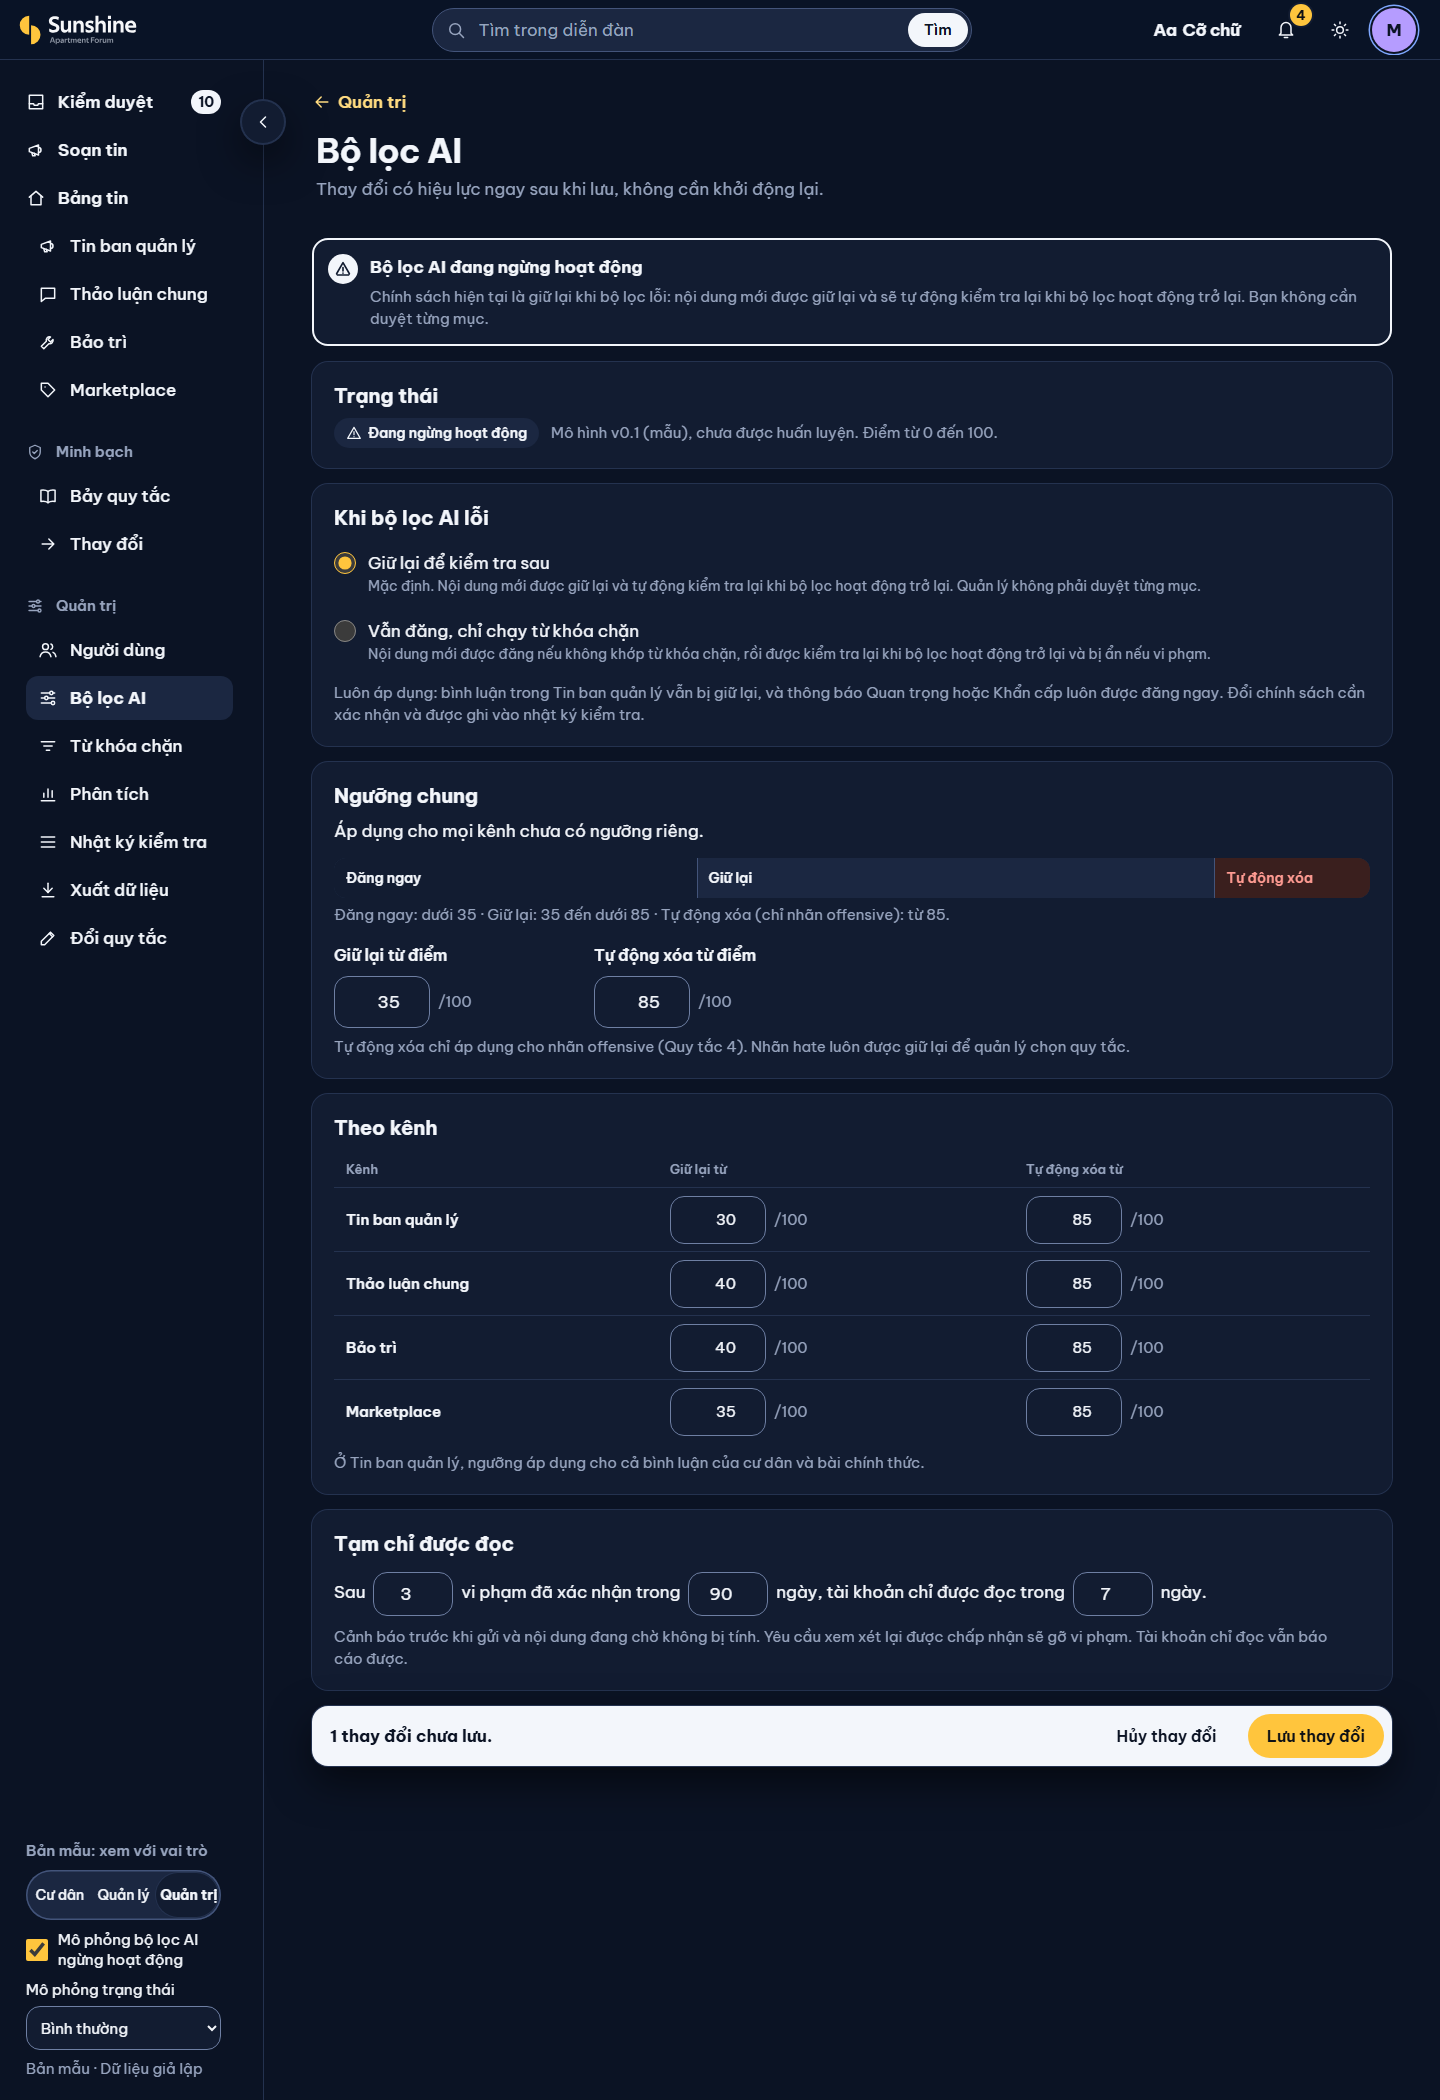 Sunshine
Apartment Forum
Tìm trong diễn đàn
Tìm
Aa Cỡ chữ
4
M
Kiểm duyệt
10
Soạn tin
Bảng tin
Tin ban quản lý
Thảo luận chung
Bảo trì
Marketplace
Minh bạch
Bảy quy tắc
Thay đổi
Quản trị
Người dùng
Bộ lọc AI
Từ khóa chặn
Phân tích
Nhật ký kiểm tra
Xuất dữ liệu
Đổi quy tắc
Bản mẫu: xem với vai trò
Cư dân
Quản lý
Quản trị
Mô phỏng bộ lọc AI
ngừng hoạt động
Mô phỏng trạng thái
Bình thường
Bản mẫu · Dữ liệu giả lập
← Quản trị
Bộ lọc AI
Thay đổi có hiệu lực ngay sau khi lưu, không cần khởi động lại.
Bộ lọc AI đang ngừng hoạt động
Chính sách hiện tại là giữ lại khi bộ lọc lỗi: nội dung mới được giữ lại và sẽ tự động kiểm tra lại khi bộ lọc hoạt động trở lại. Bạn không cần
duyệt từng mục.
Trạng thái
Đang ngừng hoạt động
Mô hình v0.1 (mẫu), chưa được huấn luyện. Điểm từ 0 đến 100.
Khi bộ lọc AI lỗi
Giữ lại để kiểm tra sau
Mặc định. Nội dung mới được giữ lại và tự động kiểm tra lại khi bộ lọc hoạt động trở lại. Quản lý không phải duyệt từng mục.
Vẫn đăng, chỉ chạy từ khóa chặn
Nội dung mới được đăng nếu không khớp từ khóa chặn, rồi được kiểm tra lại khi bộ lọc hoạt động trở lại và bị ẩn nếu vi phạm.
Luôn áp dụng: bình luận trong Tin ban quản lý vẫn bị giữ lại, và thông báo Quan trọng hoặc Khẩn cấp luôn được đăng ngay. Đổi chính sách cần
xác nhận và được ghi vào nhật ký kiểm tra.
Ngưỡng chung
Áp dụng cho mọi kênh chưa có ngưỡng riêng.
Đăng ngay
Giữ lại
Tự động xóa
Đăng ngay: dưới 35 · Giữ lại: 35 đến dưới 85 · Tự động xóa (chỉ nhãn offensive): từ 85.
Giữ lại từ điểm
Tự động xóa từ điểm
35 /100
85 /100
Tự động xóa chỉ áp dụng cho nhãn offensive (Quy tắc 4). Nhãn hate luôn được giữ lại để quản lý chọn quy tắc.
Theo kênh
Kênh
Giữ lại từ
Tự động xóa từ
Tin ban quản lý
30 /100
85 /100
Thảo luận chung
40 /100
85 /100
Bảo trì
40 /100
85 /100
Marketplace
35 /100
85 /100
Ở Tin ban quản lý, ngưỡng áp dụng cho cả bình luận của cư dân và bài chính thức.
Tạm chỉ được đọc
Sau 3 vi phạm đã xác nhận trong 90 ngày, tài khoản chỉ được đọc trong 7 ngày.
Cảnh báo trước khi gửi và nội dung đang chờ không bị tính. Yêu cầu xem xét lại được chấp nhận sẽ gỡ vi phạm. Tài khoản chỉ đọc vẫn báo
cáo được.
1 thay đổi chưa lưu.
Hủy thay đổi
Lưu thay đổi